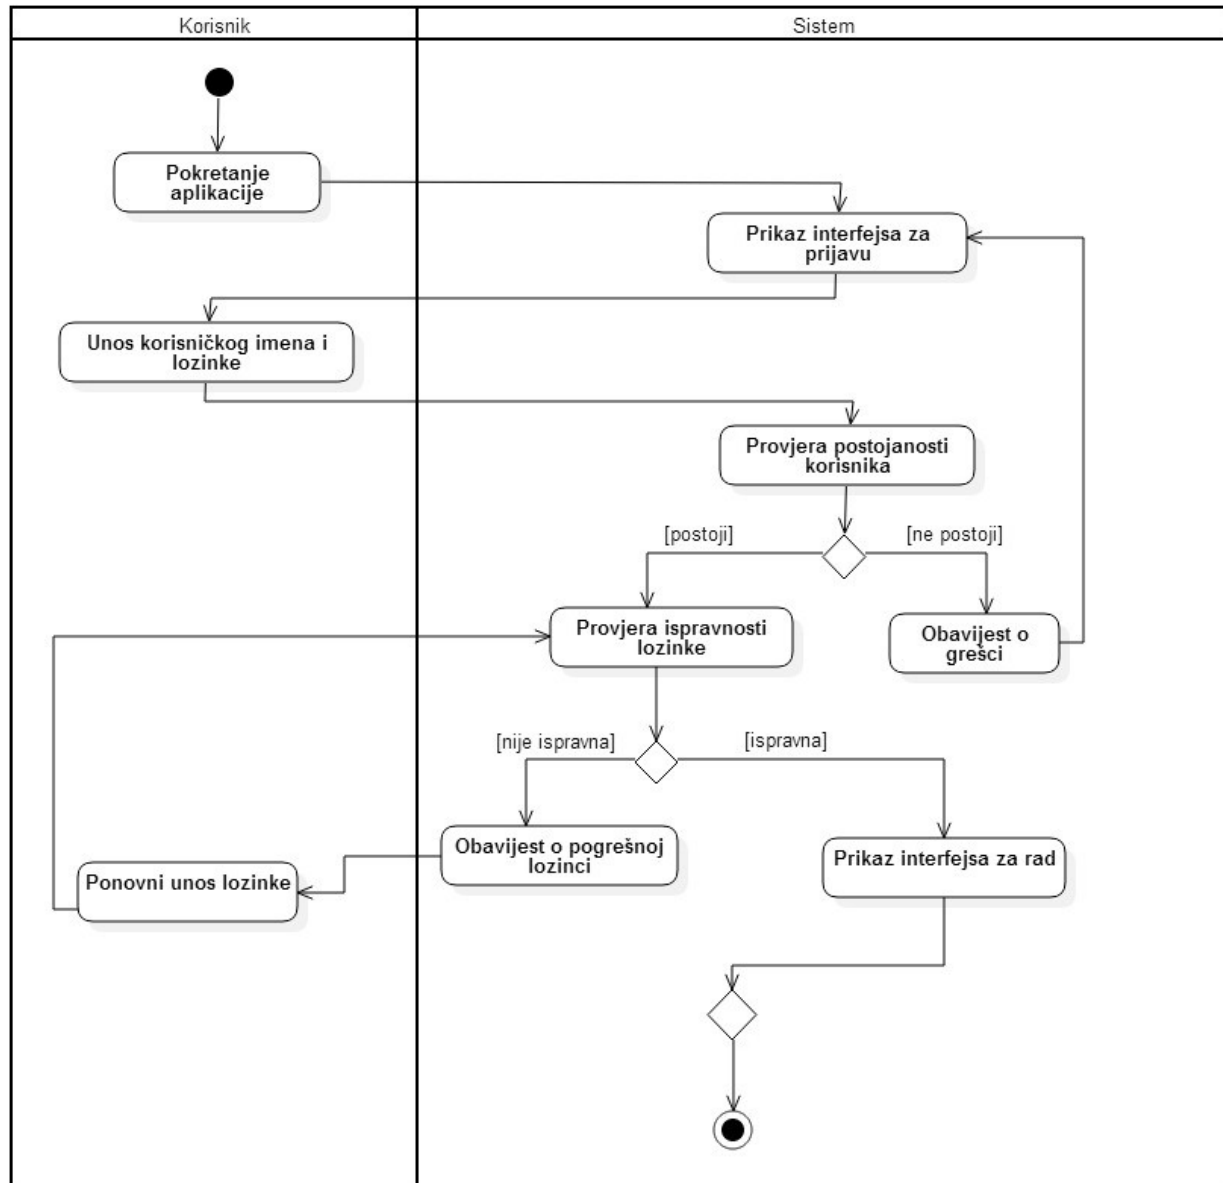 Korisnik
Sistem
Pokretanje
aplikacije
Prikaz interfejsa za
prijavu
Unos korisničkog imena i
lozinke
Provjera postojanosti
korisnika
[postoji]
[ne postoji]
Provjera ispravnosti
lozinke
Obavijest o
grešci
[nije ispravna]
[ispravna]
Obavijest o pogrešnoj
lozinci
Prikaz interfejsa za rad
Ponovni unos lozinke